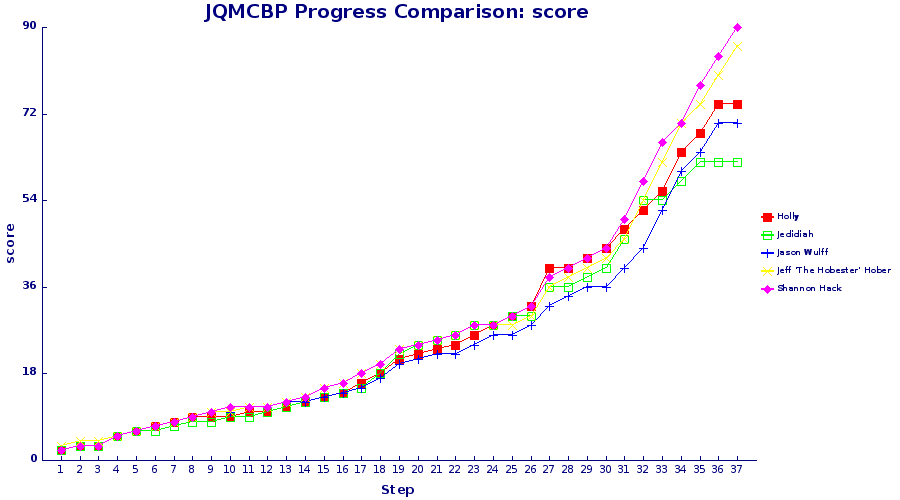 JQMCBP Progress Comparison: score
90
72
54
36
18
0
score
1 2 3 4 5 6 7 8 9 10 11 12 13 14 15 16 17 18 19 20 21 22 23 24 25 26 27 28 29 30 31 32 33 34 35 36 37
Step
Holly
Jedidiah
Jason Wulff
Jeff 'The Hobester' Hober
Shannon Hack